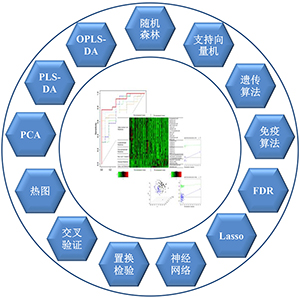 随机
森林
支持向
量机
遗传
算法
免疫
算法
FDR
Lasso
神经
网络
置换
检验
交叉
验证
热图
PCA
PLS-
DA
OPLS-
DA